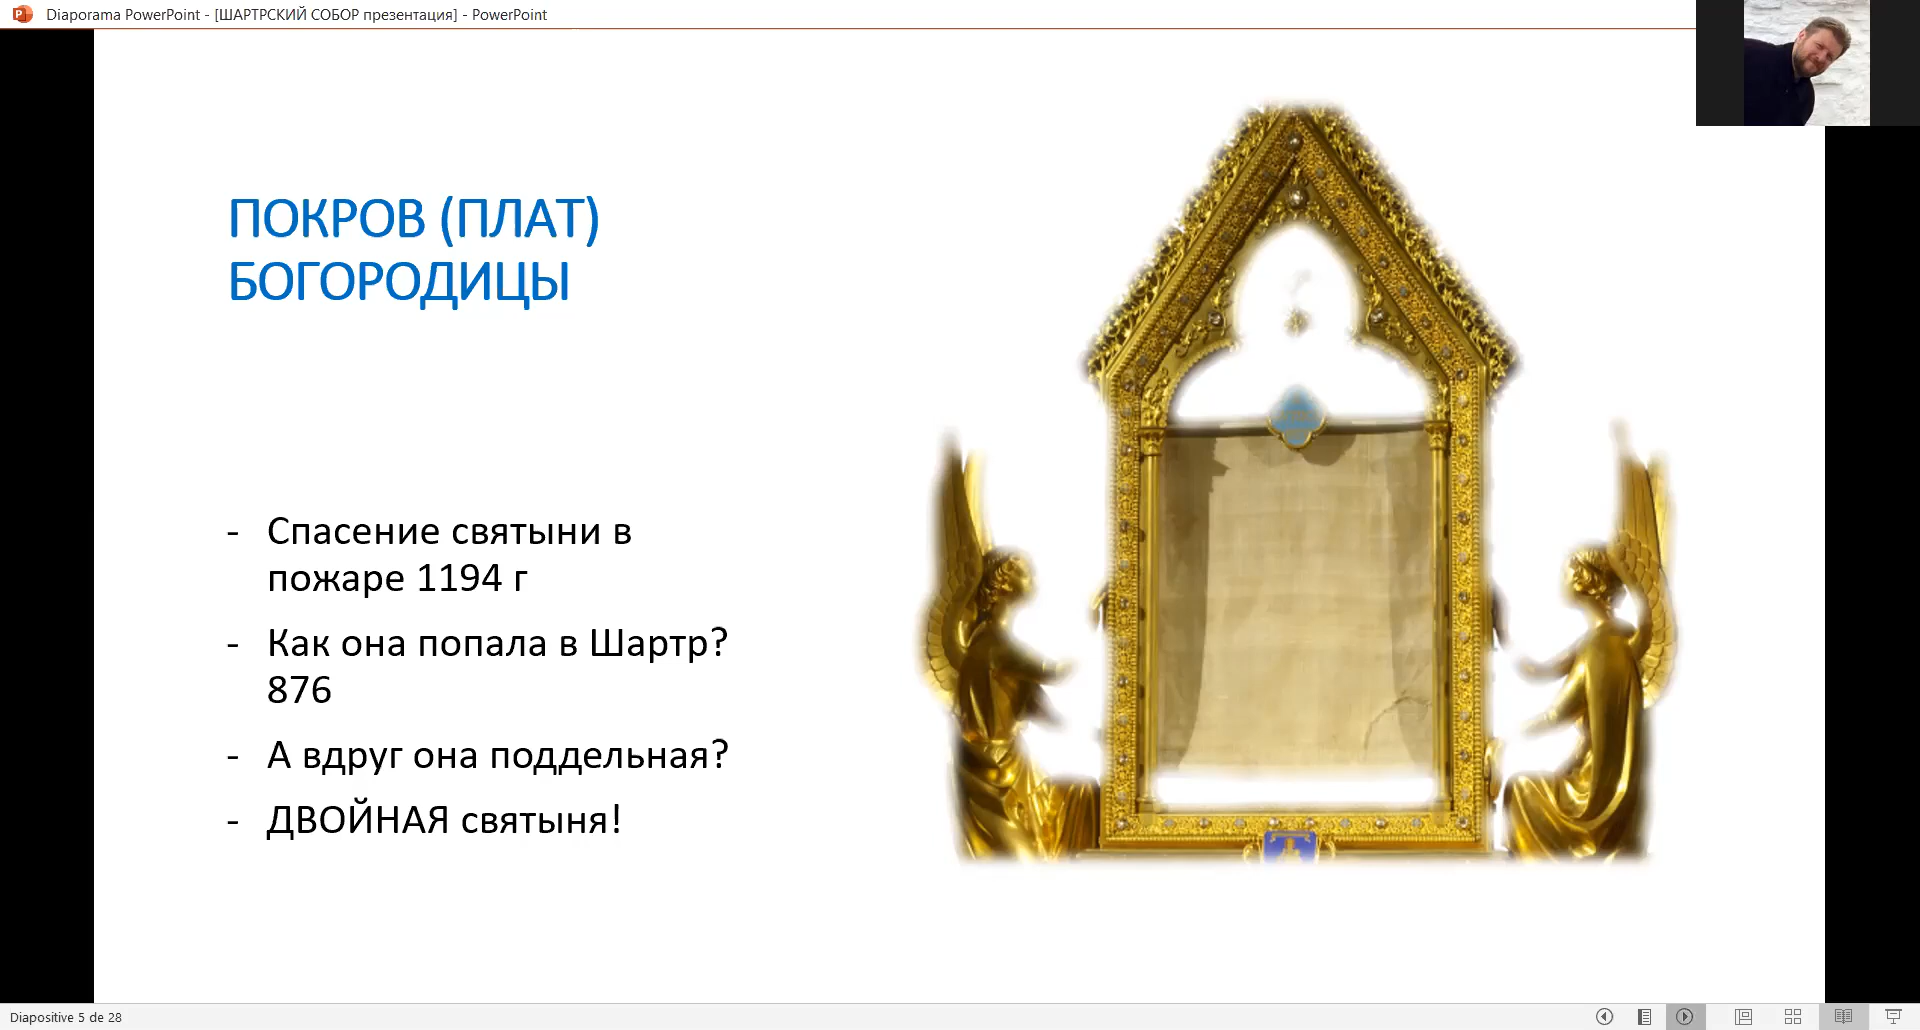 Diaporama PowerPoint - [ШАРТРСКИЙ СОБОР презентация] - PowerPoint
ПОКРОВ (ПЛАТ)
БОГОРОДИЦЫ
- Спасение святыни в
пожаре 1194 г
- Как она попала в Шартр?
876
- А вдруг она поддельная?
- ДВОЙНАЯ святыня!
Diapositive 5 de 28